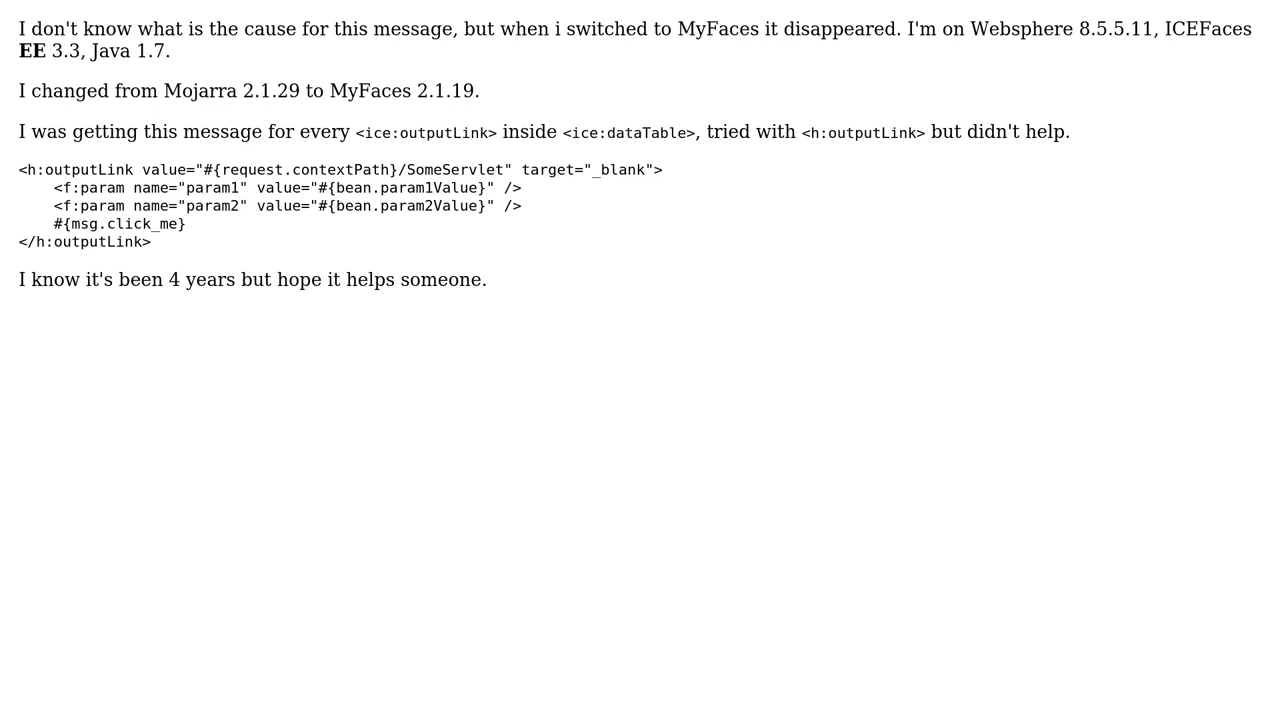 I don't know what is the cause for this message, but when i switched to MyFaces it disappeared. I'm on Websphere 8.5.5.11, ICEFaces
EE 3.3, Java 1.7.
I changed from Mojarra 2.1.29 to MyFaces 2.1.19.
I was getting this message for every <ice:outputLink> inside <ice:dataTable>, tried with <h:outputLink> but didn't help.
<h:outputLink value="#{request.contextPath}/SomeServlet" target="_blank">
    <f:param name="param1" value="#{bean.param1Value}" />
    <f:param name="param2" value="#{bean.param2Value}" />
    #{msg.click_me}
</h:outputLink>
I know it's been 4 years but hope it helps someone.